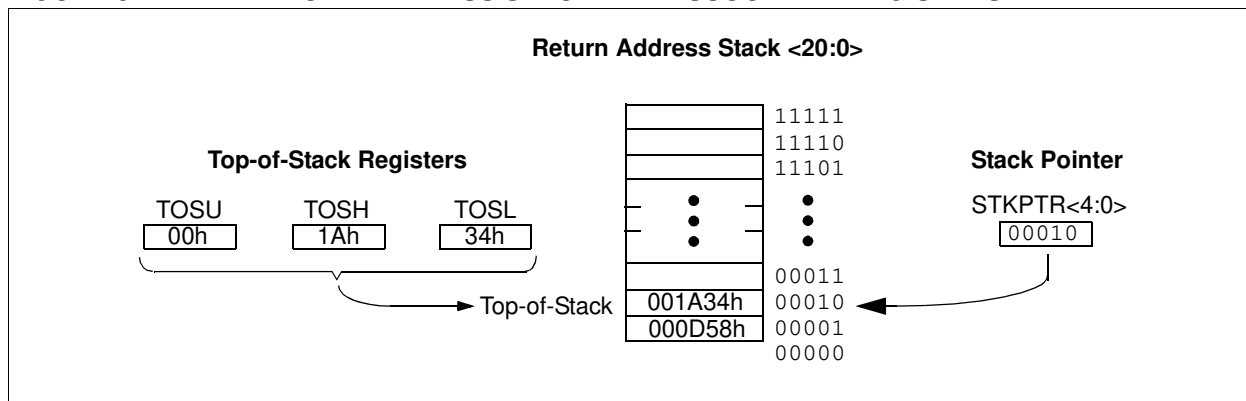 Return Address Stack <20:0>
11111
11110
11101
Top-of-Stack Registers
Stack Pointer
TOSU TOSH TOSL
STKPTR<4:0>
00h 1Ah 34h
00010
00011
Top-of-Stack 001A34h 00010
000D58h 00001
00000